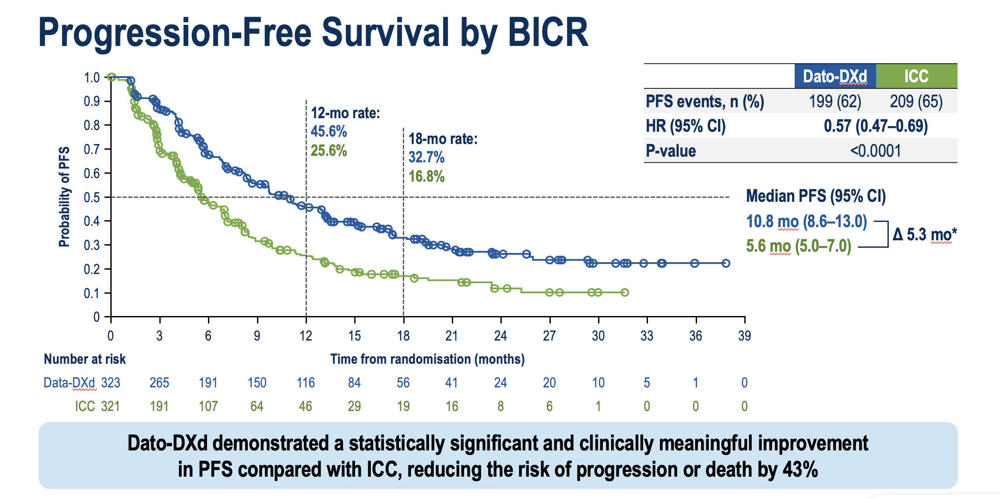 Progression-Free Survival by BICR
Dato-DXd ICC
PFS events, n (%) 199 (62) 209 (65)
HR (95% CI) 0.57 (0.47–0.69)
P-value <0.0001
Probability of PFS
1.0
0.9
0.8
0.7
0.6
0.5
0.4
0.3
0.2
0.1
0
12-mo rate:
45.6%
25.6%
18-mo rate:
32.7%
16.8%
Median PFS (95% CI)
10.8 mo (8.6–13.0)
5.6 mo (5.0–7.0)
Δ 5.3 mo*
0 3 6 9 12 15 18 21 24 27 30 33 36 39
Number at risk
Time from randomisation (months)
Data-DXd 323 265 191 150 116 84 56 41 24 20 10 5 1 0
ICC 321 191 107 64 46 29 19 16 8 6 1 0 0 0
Dato-DXd demonstrated a statistically significant and clinically meaningful improvement
in PFS compared with ICC, reducing the risk of progression or death by 43%